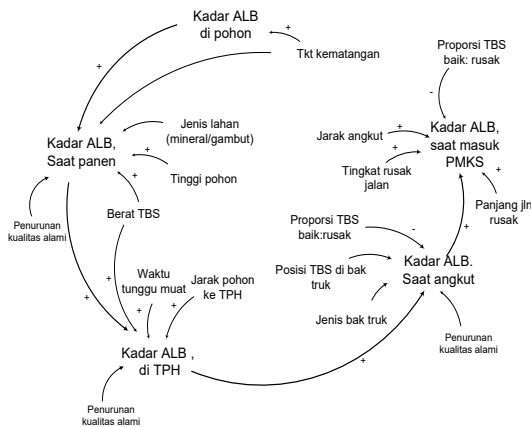 Kadar ALB
di pohon
+
Tkt kematangan
+
+
Kadar ALB,
Saat panen
Jenis lahan
(mineral/gambut)
+
Tinggi pohon
+
Berat TBS
Penurunan
kualitas alami
+
+
Waktu
tunggu muat
+
Jarak pohon
ke TPH
+
Kadar ALB ,
di TPH
Penurunan
kualitas alami
+
Proporsi TBS
baik: rusak
-
Jarak angkut
+
Kadar ALB,
saat masuk
PMKS
Tingkat rusak
jalan
+
+
Panjang jln
rusak
+
Proporsi TBS
baik:rusak
-
Posisi TBS di bak
truk
Kadar ALB.
Saat angkut
Jenis bak truk
Penurunan
kualitas alami